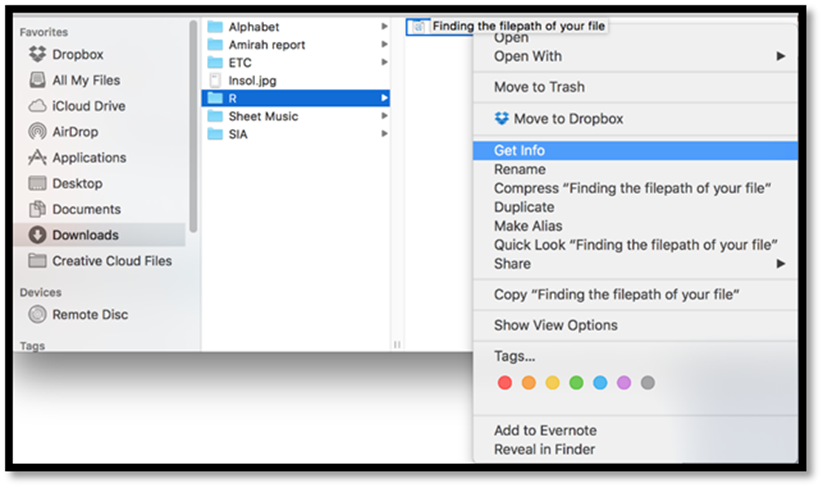 Favorites
Dropbox
All My Files
iCloud Drive
AirDrop
Applications
Desktop
Documents
Downloads
Creative Cloud Files
Devices
Remote Disc
Tags
Alphabet
Amirah report
ETC
Insol.jpg
R
Sheet Music
SIA
Finding the filepath of your file
Open
Open With
Move to Trash
Move to Dropbox
Get Info
Rename
Compress “Finding the filepath of your file”
Duplicate
Make Alias
Quick Look “Finding the filepath of your file”
Share
Copy “Finding the filepath of your file”
Show View Options
Tags...
Add to Evernote
Reveal in Finder